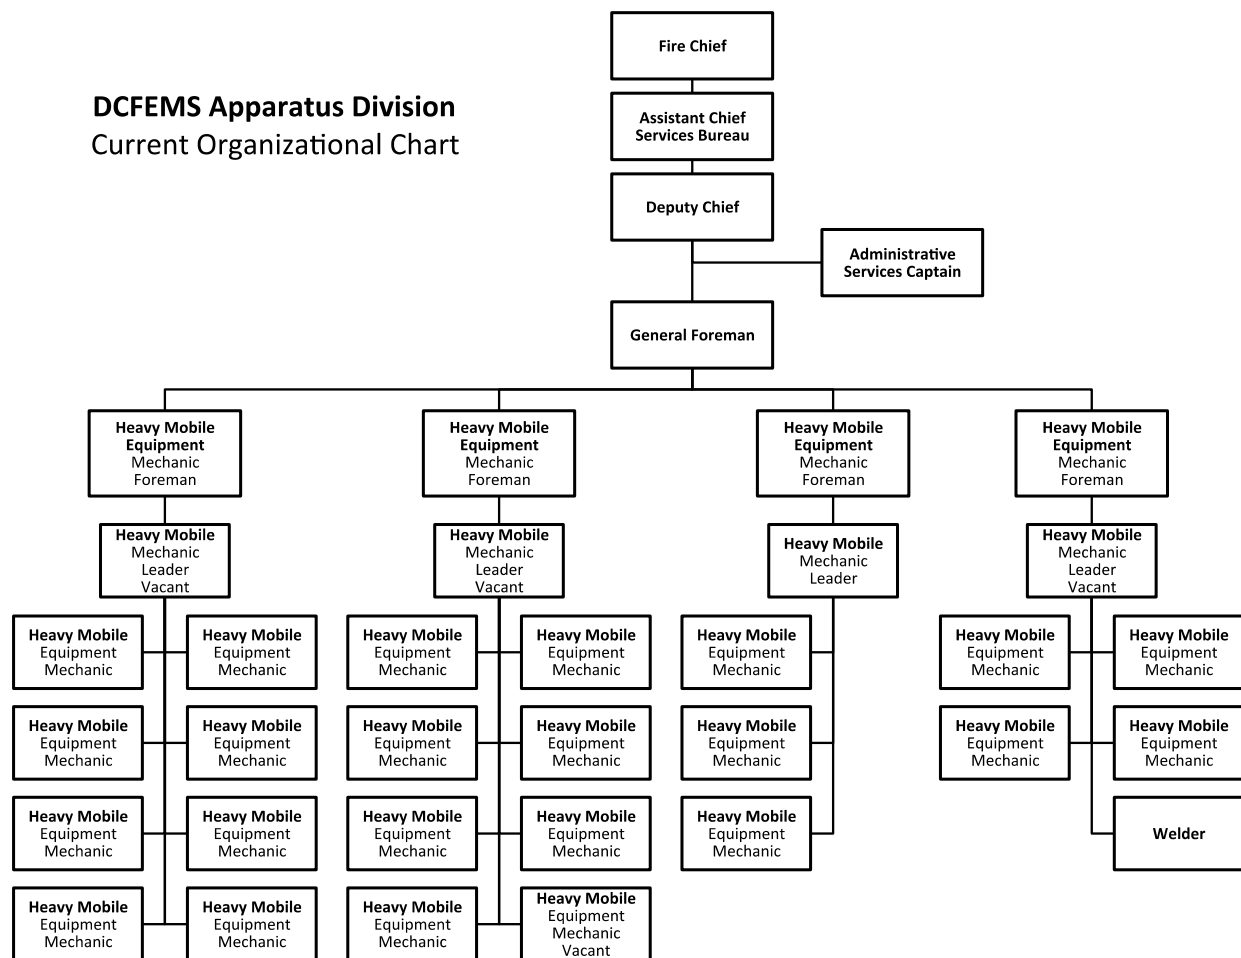 DCFEMS Apparatus Division
Current Organizational Chart
Fire Chief
Assistant Chief
Services Bureau
Deputy Chief
Administrative
Services Captain
General Foreman
Heavy Mobile
Equipment
Mechanic
Foreman
Heavy Mobile
Equipment
Mechanic
Foreman
Heavy Mobile
Equipment
Mechanic
Foreman
Heavy Mobile
Equipment
Mechanic
Foreman
Heavy Mobile
Mechanic
Leader
Vacant
Heavy Mobile
Mechanic
Leader
Vacant
Heavy Mobile
Mechanic
Leader
Heavy Mobile
Mechanic
Leader
Vacant
Heavy Mobile
Equipment
Mechanic
Heavy Mobile
Equipment
Mechanic
Heavy Mobile
Equipment
Mechanic
Heavy Mobile
Equipment
Mechanic
Heavy Mobile
Equipment
Mechanic
Heavy Mobile
Equipment
Mechanic
Heavy Mobile
Equipment
Mechanic
Heavy Mobile
Equipment
Mechanic
Heavy Mobile
Equipment
Mechanic
Heavy Mobile
Equipment
Mechanic
Heavy Mobile
Equipment
Mechanic
Heavy Mobile
Equipment
Mechanic
Heavy Mobile
Equipment
Mechanic
Heavy Mobile
Equipment
Mechanic
Heavy Mobile
Equipment
Mechanic
Heavy Mobile
Equipment
Mechanic
Heavy Mobile
Equipment
Mechanic
Heavy Mobile
Equipment
Mechanic
Heavy Mobile
Equipment
Mechanic
Welder
Heavy Mobile
Equipment
Mechanic
Heavy Mobile
Equipment
Mechanic
Heavy Mobile
Equipment
Mechanic
Heavy Mobile
Equipment
Mechanic
Vacant